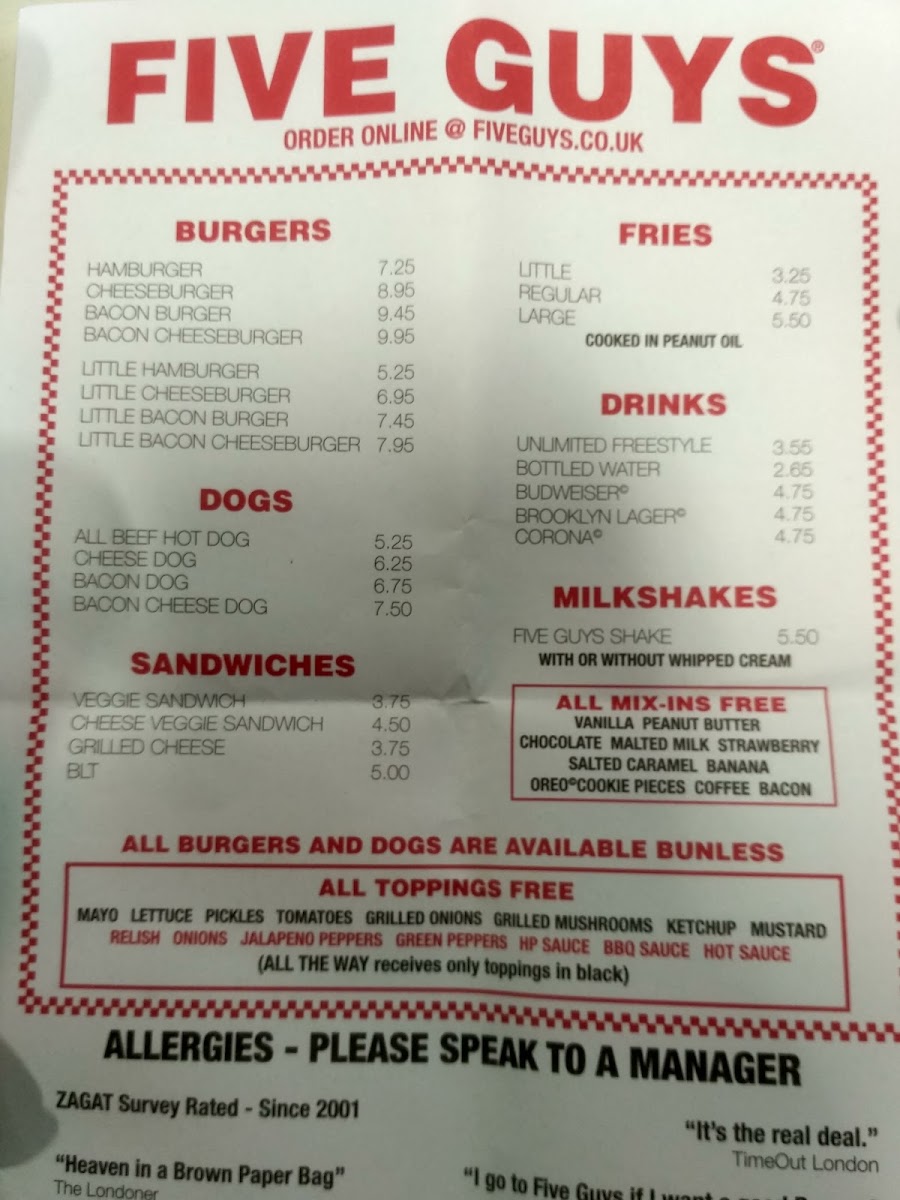 FIVE GUYS®
ORDER ONLINE @ FIVEGUYS.CO.UK
BURGERS
HAMBURGER 7.25
CHEESEBURGER 8.95
BACON BURGER 9.45
BACON CHEESEBURGER 9.95
LITTLE HAMBURGER 5.25
LITTLE CHEESEBURGER 6.95
LITTLE BACON BURGER 7.45
LITTLE BACON CHEESEBURGER 7.95
DOGS
ALL BEEF HOT DOG 5.25
CHEESE DOG 6.25
BACON DOG 6.75
BACON CHEESE DOG 7.50
SANDWICHES
VEGGIE SANDWICH 3.75
CHEESE VEGGIE SANDWICH 4.50
GRILLED CHEESE 3.75
BLT 5.00
FRIES
LITTLE 3.25
REGULAR 4.75
LARGE 5.50
COOKED IN PEANUT OIL
DRINKS
UNLIMITED FREESTYLE 3.55
BOTTLED WATER 2.65
BUDWEISER© 4.75
BROOKLYN LAGER© 4.75
CORONA© 4.75
MILKSHAKES
FIVE GUYS SHAKE 5.50
WITH OR WITHOUT WHIPPED CREAM
ALL MIX-INS FREE
VANILLA PEANUT BUTTER
CHOCOLATE MALTED MILK STRAWBERRY
SALTED CARAMEL BANANA
OREO©COOKIE PIECES COFFEE BACON
ALL BURGERS AND DOGS ARE AVAILABLE BUNLESS
ALL TOPPINGS FREE
MAYO LETTUCE PICKLES TOMATOES GRILLED ONIONS GRILLED MUSHROOMS KETCHUP MUSTARD
RELISH ONIONS JALAPENO PEPPERS GREEN PEPPERS HP SAUCE BBQ SAUCE HOT SAUCE
(ALL THE WAY receives only toppings in black)
ALLERGIES - PLEASE SPEAK TO A MANAGER
ZAGAT Survey Rated - Since 2001
"It's the real deal."
TimeOut London
"Heaven in a Brown Paper Bag"
The Londoner
"I go to Five Guys if I want a good